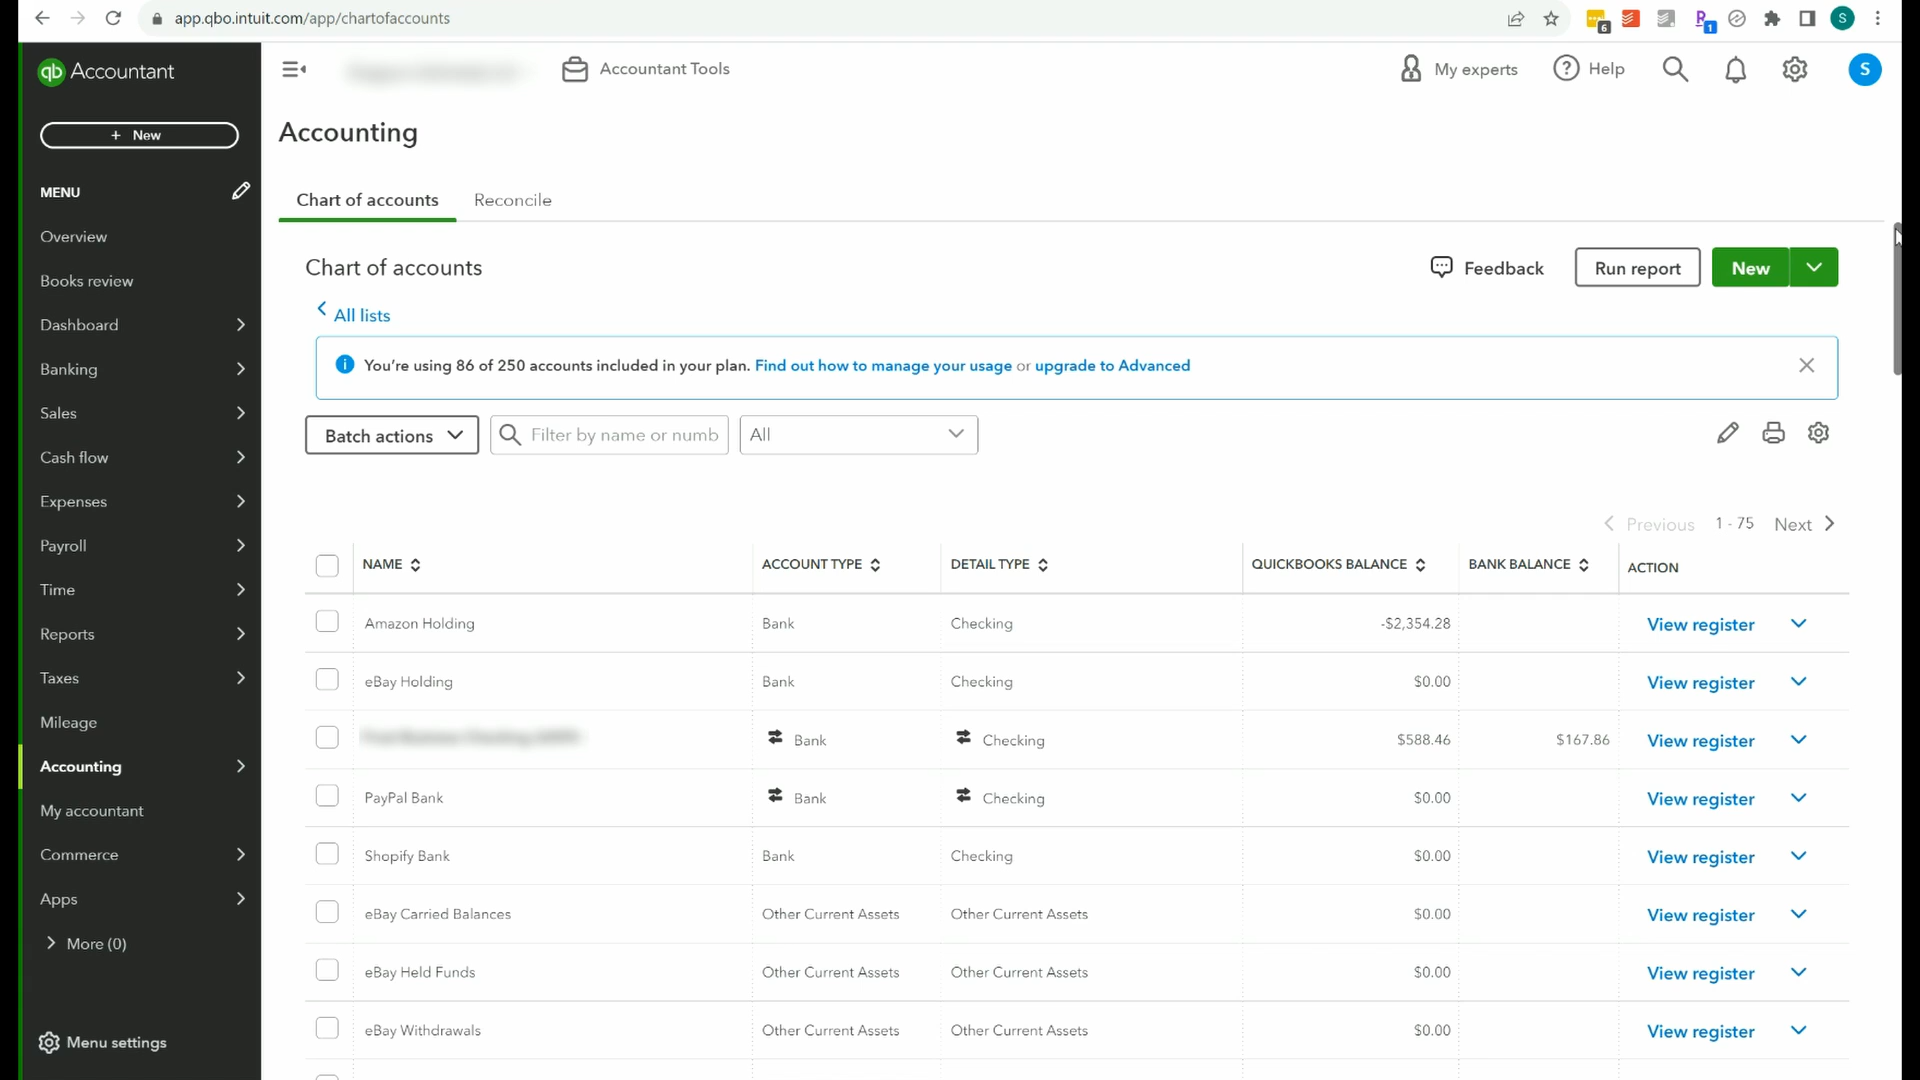 app.qbo.intuit.com/app/chartofaccounts
6
1
S
qb Accountant
Accountant Tools
My experts
Help
S
+ New
MENU
Overview
Books review
Dashboard
Banking
Sales
Cash flow
Expenses
Payroll
Time
Reports
Taxes
Mileage
Accounting
My accountant
Commerce
Apps
More (0)
Menu settings
Accounting
Chart of accounts Reconcile
Chart of accounts
Feedback Run report New
All lists
You're using 86 of 250 accounts included in your plan. Find out how to manage your usage or upgrade to Advanced
Batch actions Filter by name or numb All
Previous 1 - 75 Next
NAME ACCOUNT TYPE DETAIL TYPE QUICKBOOKS BALANCE BANK BALANCE ACTION
Amazon Holding Bank Checking -$2,354.28 View register
eBay Holding Bank Checking $0.00 View register
Bank Checking $588.46 $167.86 View register
PayPal Bank Bank Checking $0.00 View register
Shopify Bank Bank Checking $0.00 View register
eBay Carried Balances Other Current Assets Other Current Assets $0.00 View register
eBay Held Funds Other Current Assets Other Current Assets $0.00 View register
eBay Withdrawals Other Current Assets Other Current Assets $0.00 View register